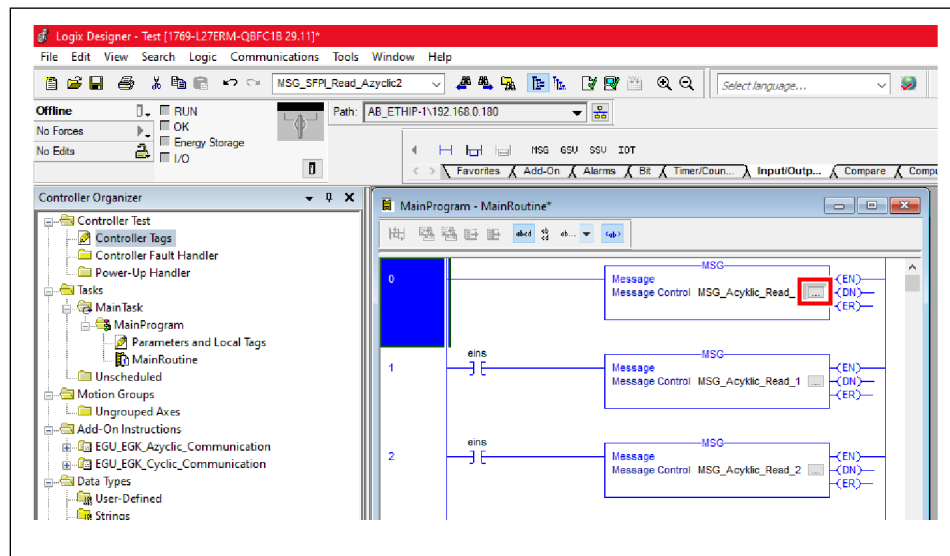 Logix Designer - Test [1769-L27ERM-QBFC1B 29.11]*
File Edit View Search Logic Communications Tools Window Help
MSG_SFPI_Read_Azyclic2
Select language...
Offline
RUN
Path: AB_ETHIP-1\192.168.0.180
No Forces
OK
Energy Storage
No Edits
I/O
MSG GSV SSV IOT
Favorites Add-On Alarms Bit Timer/Coun... Input/Outp... Compare Compu
Controller Organizer
MainProgram - MainRoutine*
Controller Test
Controller Tags
Controller Fault Handler
Power-Up Handler
Tasks
MainTask
MainProgram
Parameters and Local Tags
MainRoutine
Unscheduled
Motion Groups
Ungrouped Axes
Add-On Instructions
EGU_EGK_Azyclic_Communication
EGU_EGK_Cyclic_Communication
Data Types
User-Defined
Strings
abcd
ab...
<ab>
0
MSG
Message
Message Control MSG_Acyklic_Read_ ...
(EN)
(DN)
(ER)
1
eins
MSG
Message
Message Control MSG_Acyklic_Read_1 ...
(EN)
(DN)
(ER)
2
eins
MSG
Message
Message Control MSG_Acyklic_Read_2 ...
(EN)
(DN)
(ER)